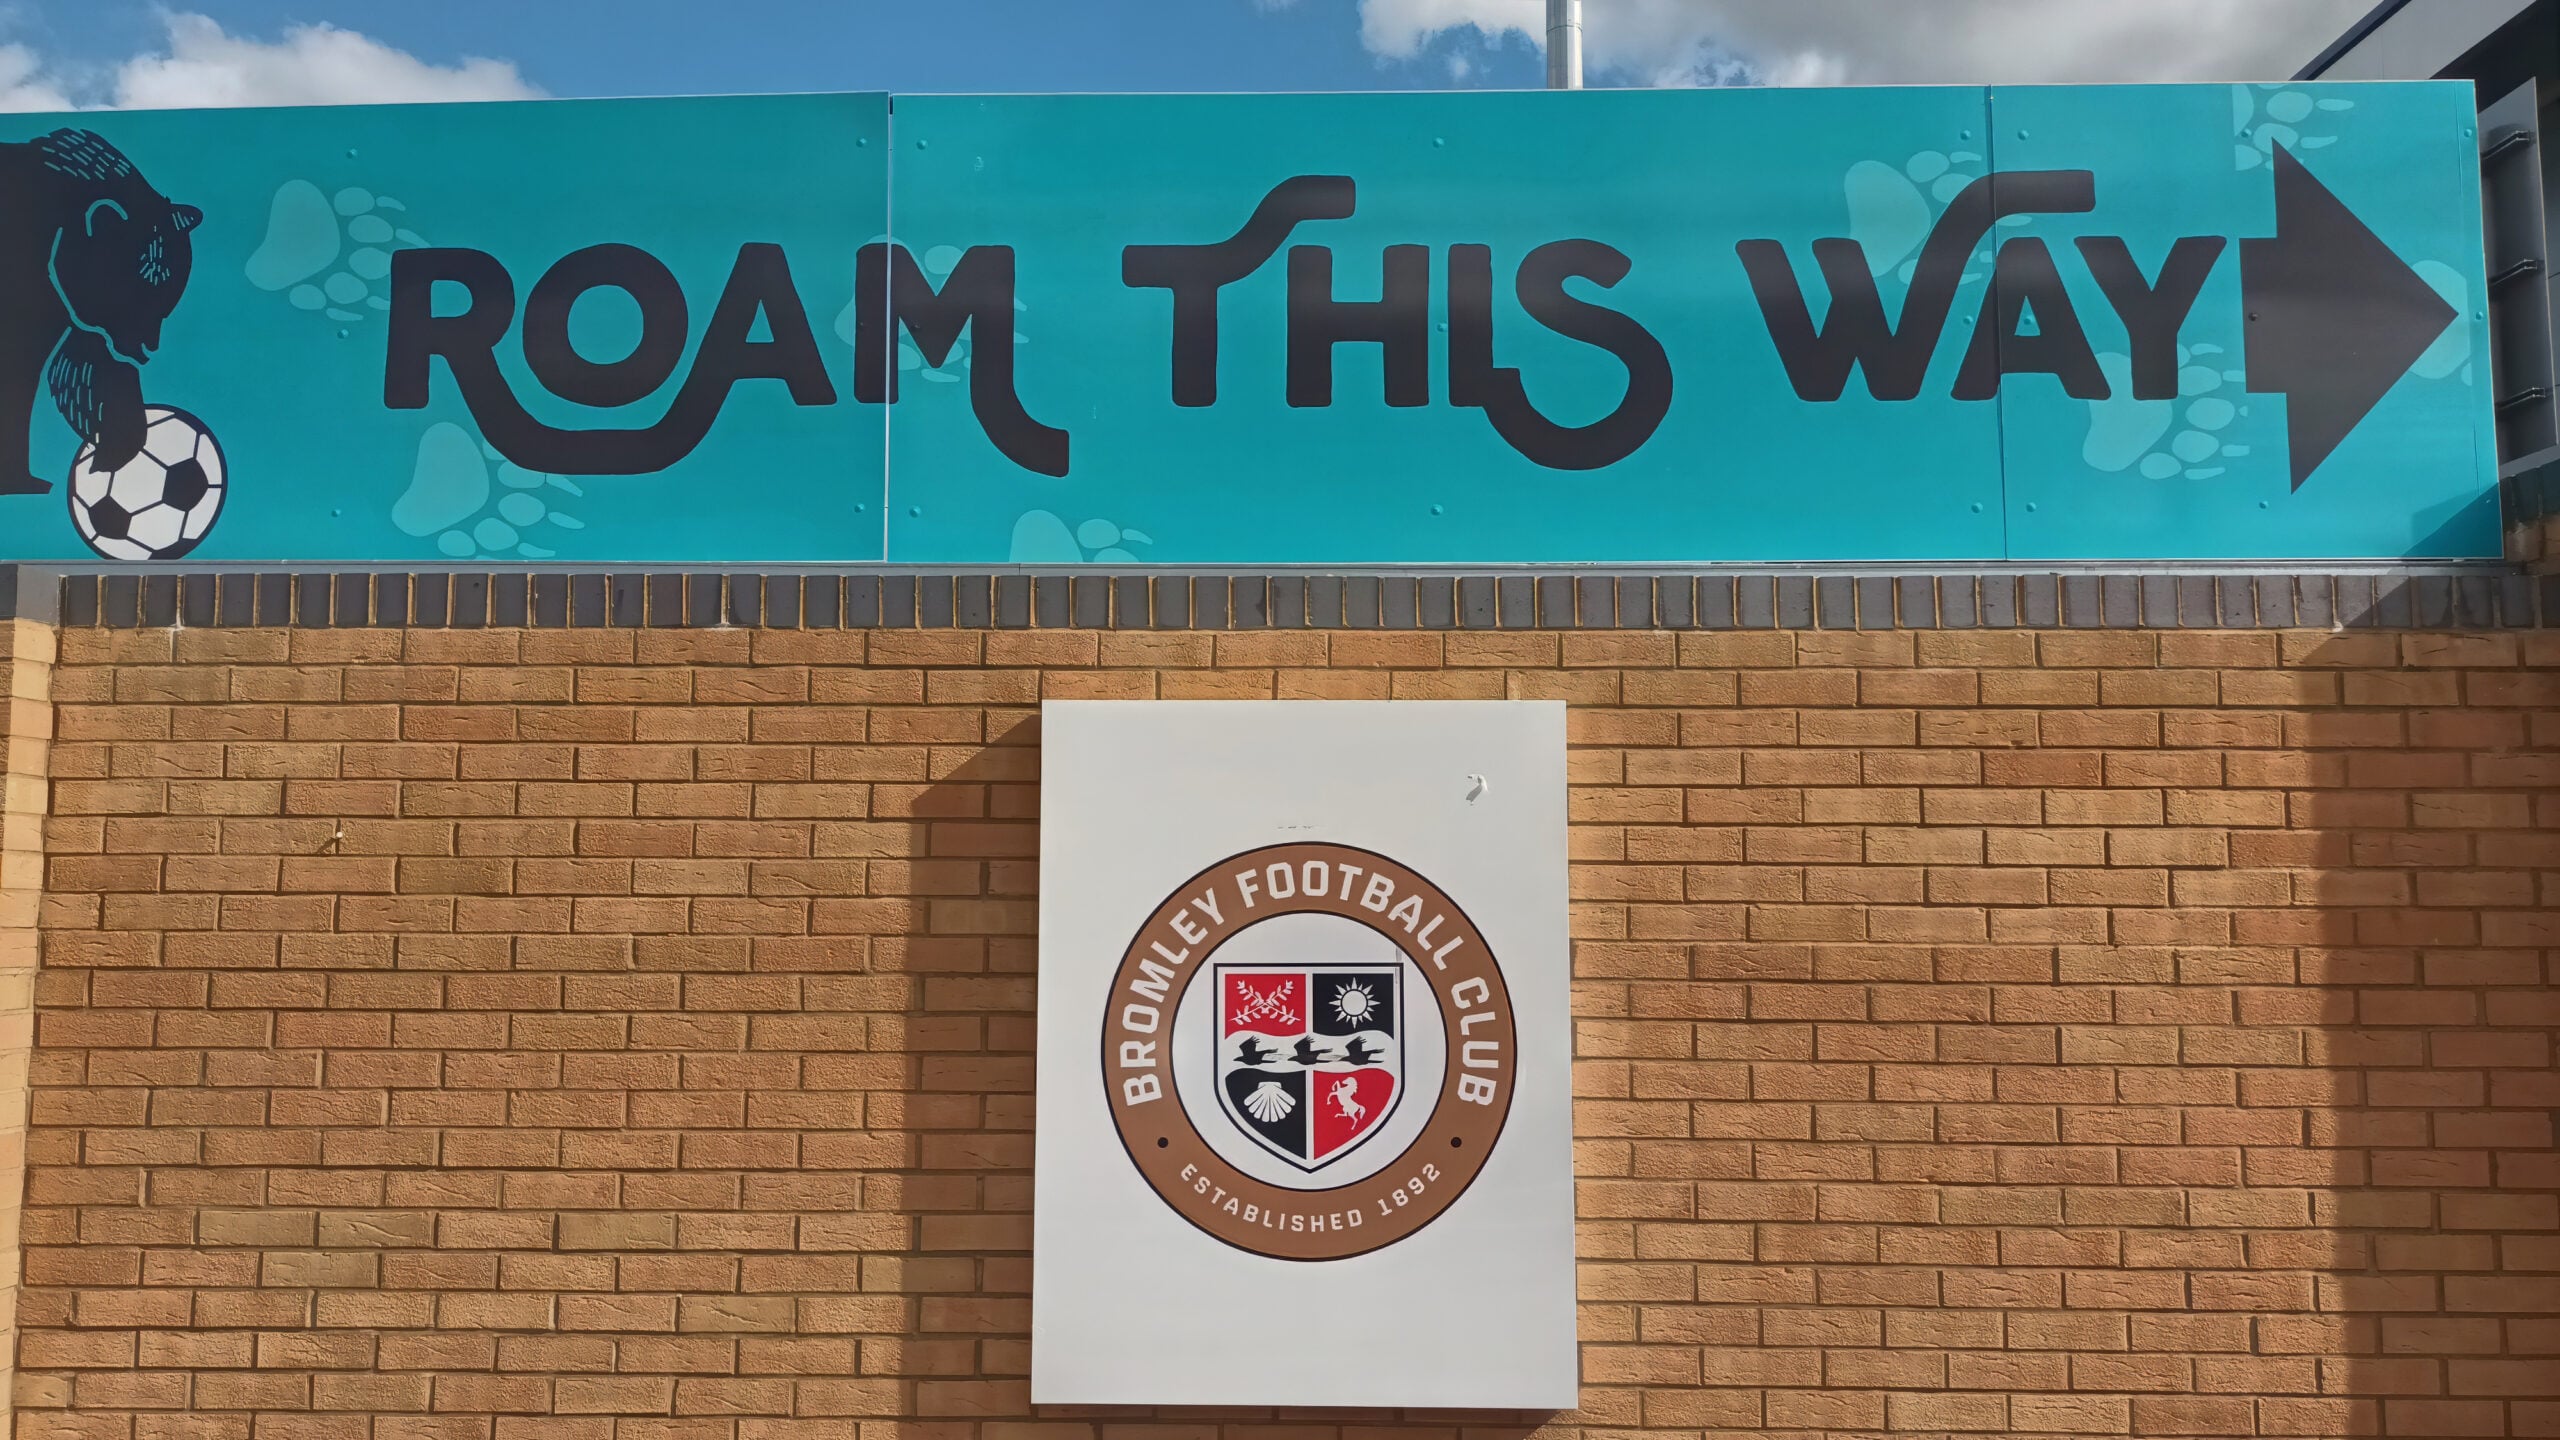 ROAM THIS WAY
BROMLEY FOOTBALL CLUB
ESTABLISHED 1892